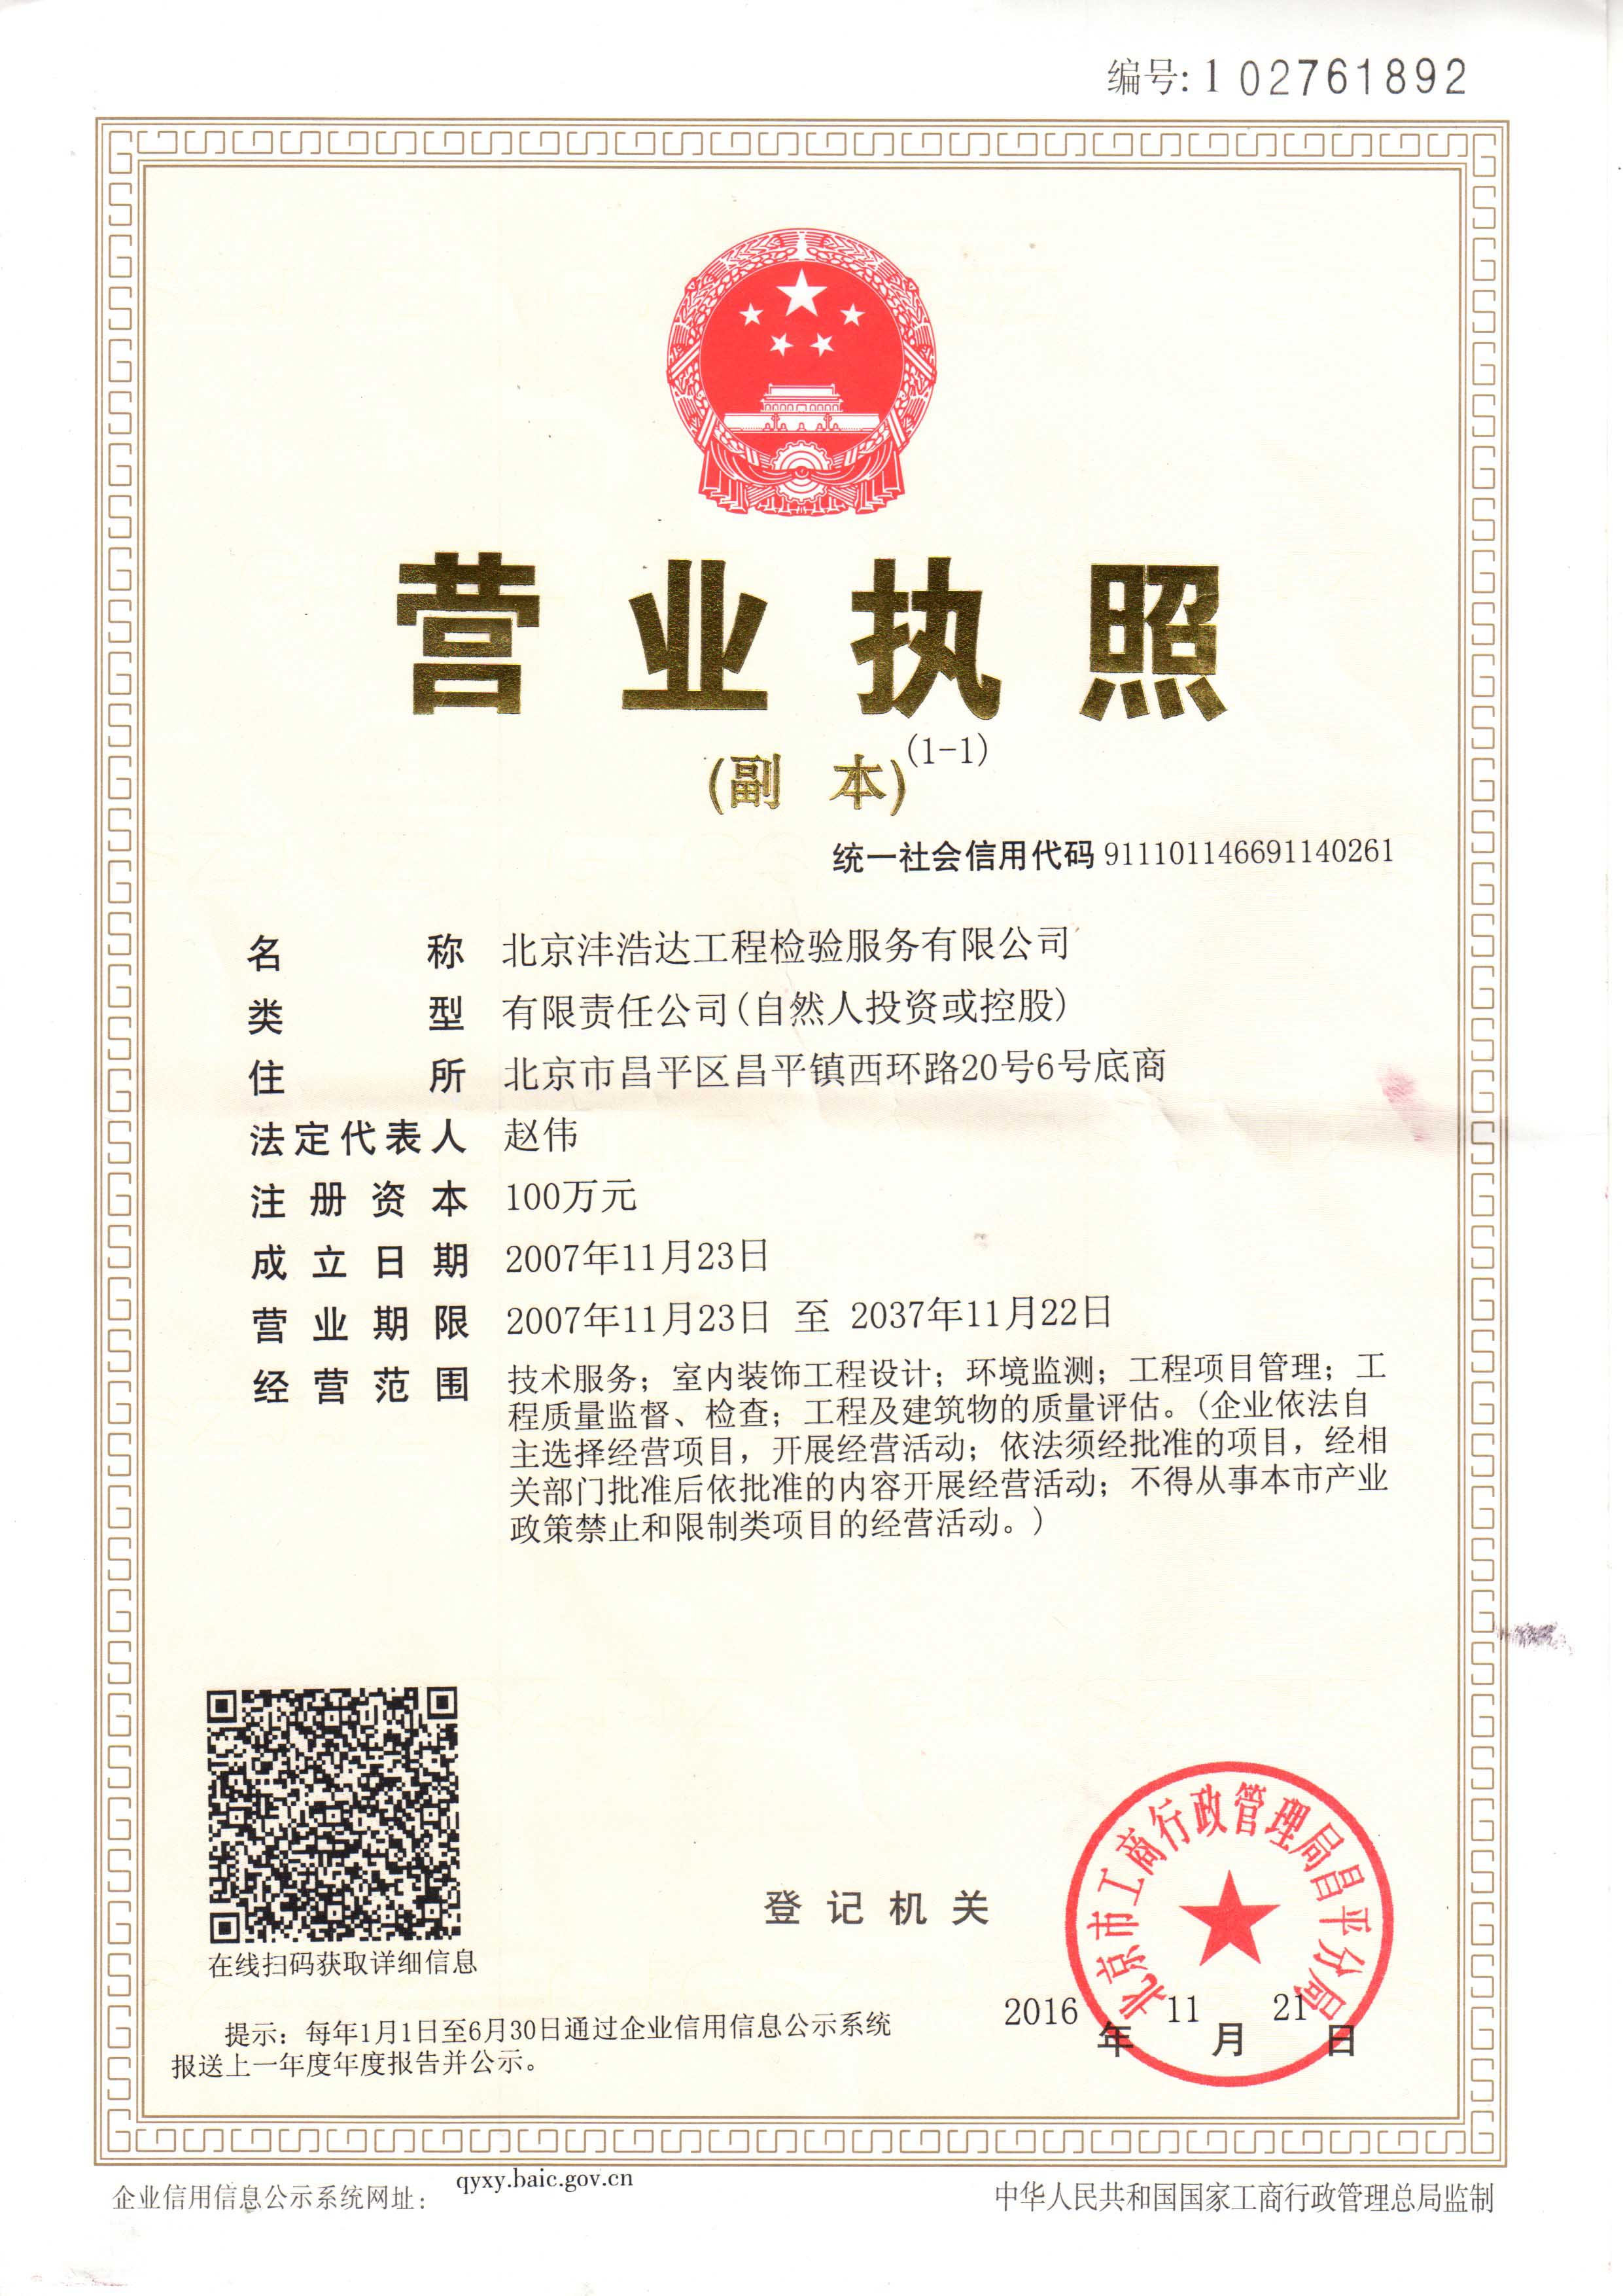 编号: 1 02761892
营业执照
(副本)(1-1)
统一社会信用代码 911101146691140261
名称 北京沣浩达工程检验服务有限公司
类型 有限责任公司(自然人投资或控股)
住所 北京市昌平区昌平镇西环路20号6号底商
法定代表人 赵伟
注册资本 100万元
成立日期 2007年11月23日
营业期限 2007年11月23日 至 2037年11月22日
经营范围 技术服务；室内装饰工程设计；环境监测；工程项目管理；工
程质量监督、检查；工程及建筑物的质量评估。(企业依法自
主选择经营项目，开展经营活动；依法须经批准的项目，经相
关部门批准后依批准的内容开展经营活动；不得从事本市产业
政策禁止和限制类项目的经营活动。)
在线扫码获取详细信息
登记机关
北京市工商行政管理局昌平分局
2016年11月21日
提示：每年1月1日至6月30日通过企业信用信息公示系统
报送上一年度年度报告并公示。
企业信用信息公示系统网址： qyxy.baic.gov.cn
中华人民共和国国家工商行政管理总局监制